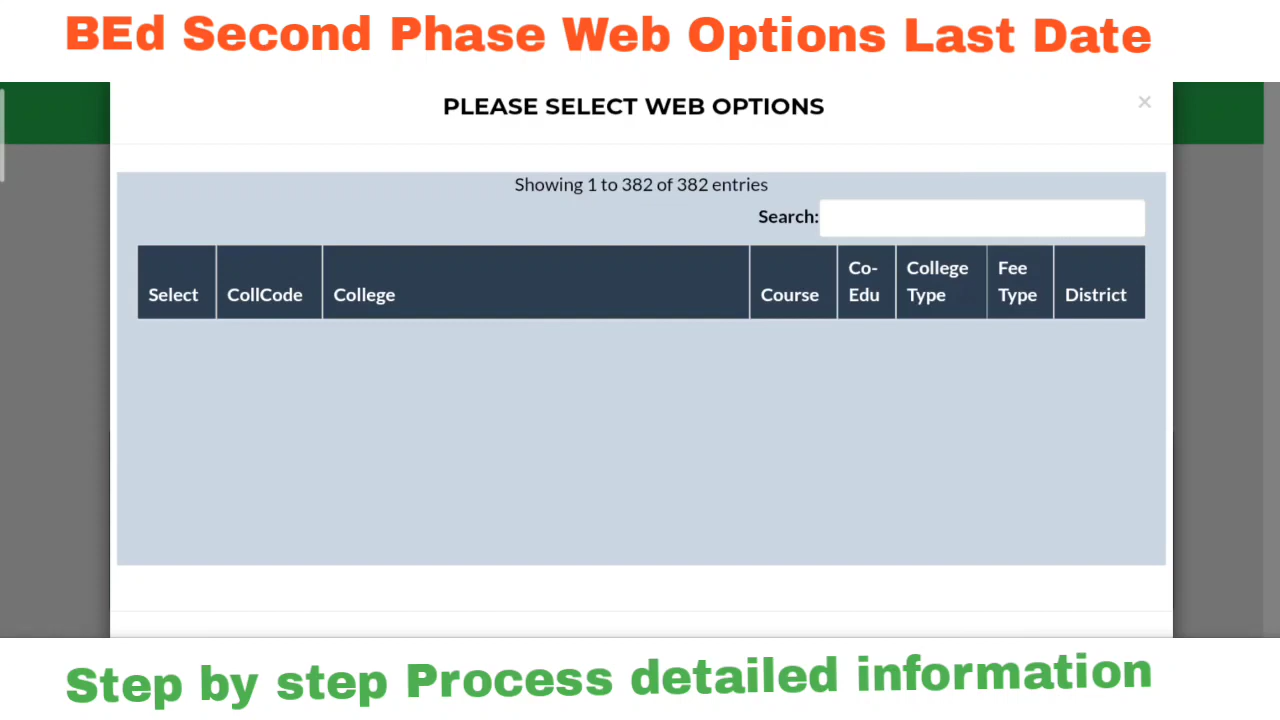 BEd Second Phase Web Options Last Date
PLEASE SELECT WEB OPTIONS
×
Showing 1 to 382 of 382 entries
Search:
Select CollCode College Course Co-Edu College Type Fee Type District
Step by step Process detailed information